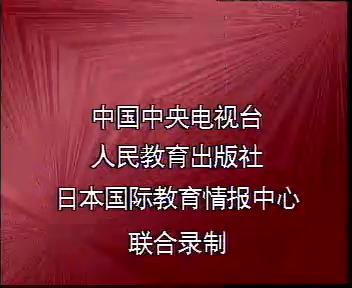 中国中央电视台
人民教育出版社
日本国际教育情报中心
联合录制